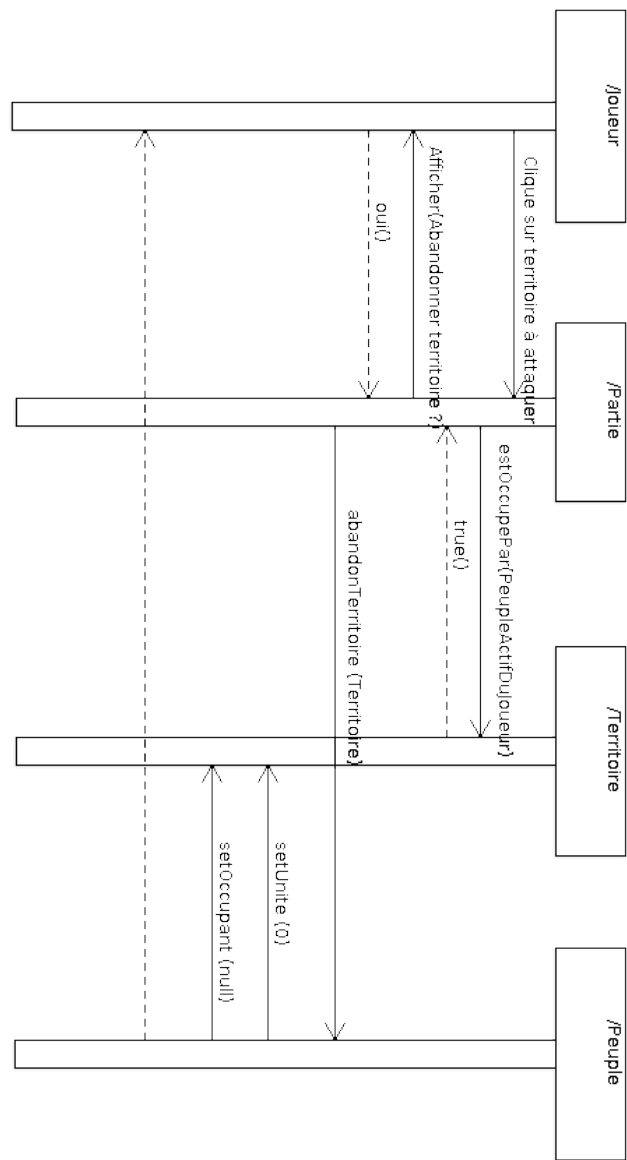 /Joueur
/Partie
/Territoire
/Peuple
Clique sur territoire à attaquer
estOccupePar(PeupleActifDuJoueur)
true()
Afficher(Abandonner territoire ?)
oui()
abandonTerritoire (Territoire)
setUnite (0)
setOccupant (null)